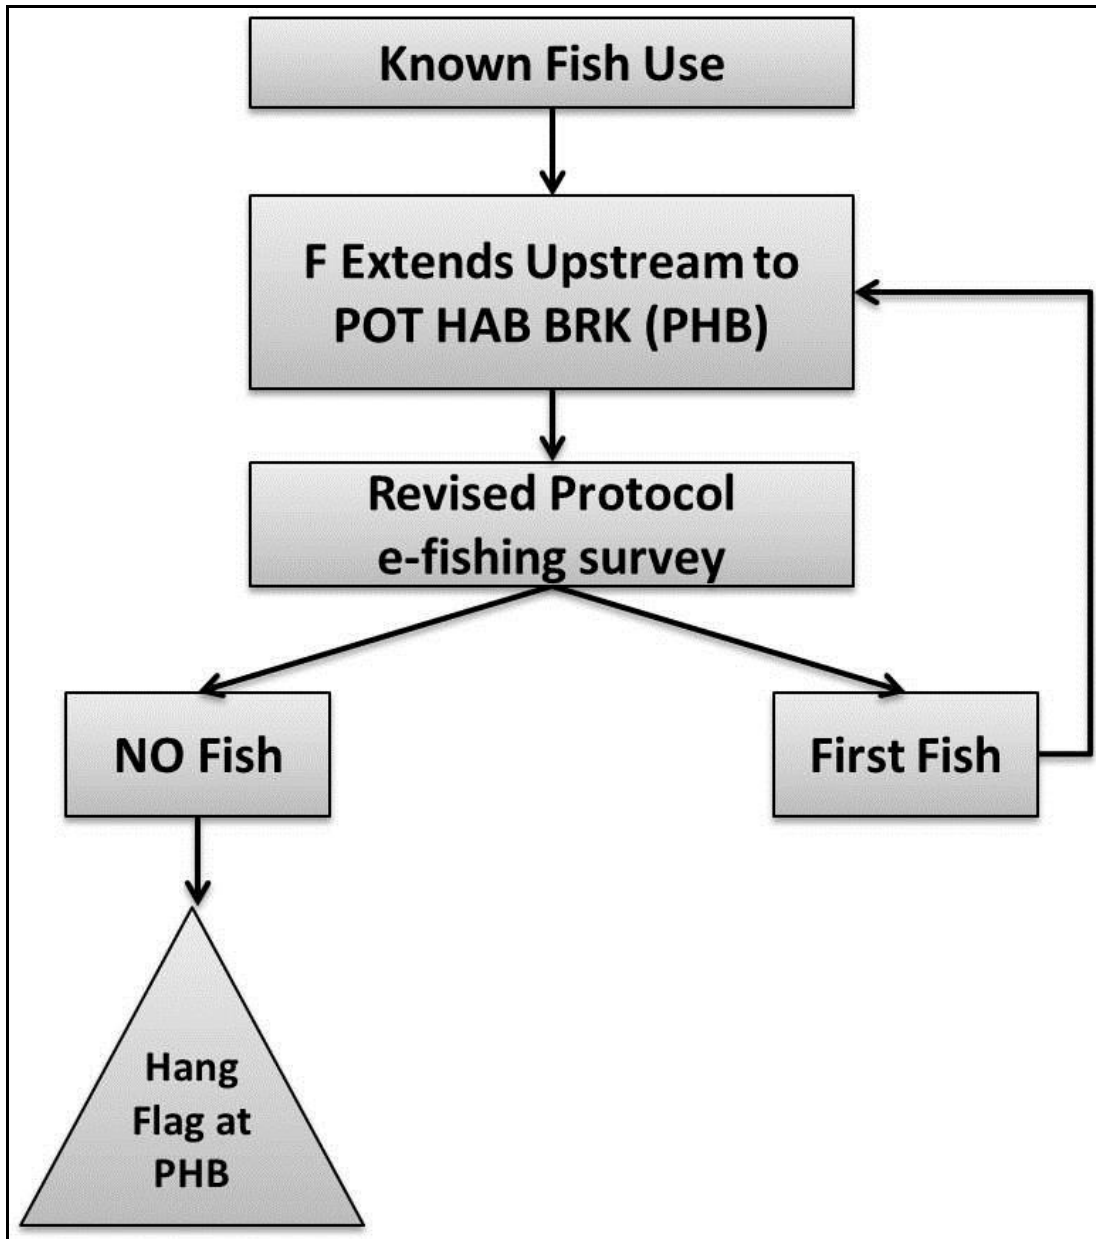 Known Fish Use
F Extends Upstream to
POT HAB BRK (PHB)
Revised Protocol
e-fishing survey
NO Fish
First Fish
Hang
Flag at
PHB